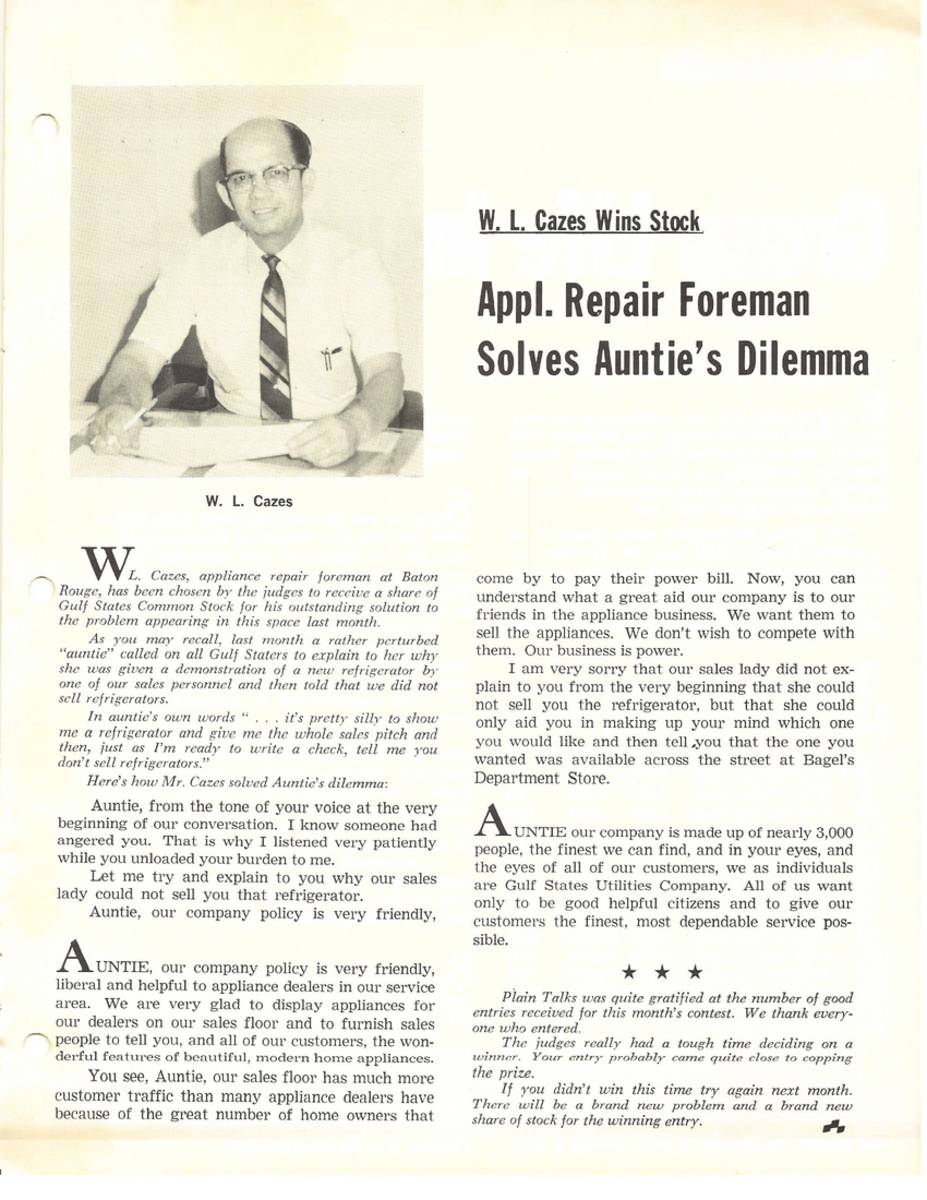 W. L. Cazes Wins Stock
Appl. Repair Foreman
Solves Auntie's Dilemma
W. L. Cazes
WL. Cazes, appliance repair foreman at Baton
Rouge, has been chosen by the judges to receive a share of
Gulf States Common Stock for his outstanding solution to
the problem appearing in this space last month.
As you may recall, last month a rather perturbed
"auntie" called on all Gulf Staters to explain to her why
she was given a demonstration of a new refrigerator by
one of our sales personnel and then told that we did not
sell refrigerators.
In auntie's own words " . . . it's pretty silly to show
me a refrigerator and give me the whole sales pitch and
then, just as I'm ready to write a check, tell me you
don't sell refrigerators."
Here's how Mr. Cazes solved Auntie's dilemma:
Auntie, from the tone of your voice at the very
beginning of our conversation. I know someone had
angered you. That is why I listened very patiently
while you unloaded your burden to me.
Let me try and explain to you why our sales
lady could not sell you that refrigerator.
Auntie, our company policy is very friendly,
AUNTIE, our company policy is very friendly,
liberal and helpful to appliance dealers in our service
area. We are very glad to display appliances for
our dealers on our sales floor and to furnish sales
people to tell you, and all of our customers, the won-
derful features of beautiful, modern home appliances.
You see, Auntie, our sales floor has much more
customer traffic than many appliance dealers have
because of the great number of home owners that
come by to pay their power bill. Now, you can
understand what a great aid our company is to our
friends in the appliance business. We want them to
sell the appliances. We don't wish to compete with
them. Our business is power.
I am very sorry that our sales lady did not ex-
plain to you from the very beginning that she could
not sell you the refrigerator, but that she could
only aid you in making up your mind which one
you would like and then tell you that the one you
wanted was available across the street at Bagel's
Department Store.
AUNTIE our company is made up of nearly 3,000
people, the finest we can find, and in your eyes, and
the eyes of all of our customers, we as individuals
are Gulf States Utilities Company. All of us want
only to be good helpful citizens and to give our
customers the finest, most dependable service pos-
sible.
★ ★ ★
Plain Talks was quite gratified at the number of good
entries received for this month's contest. We thank every-
one who entered.
The judges really had a tough time deciding on a
winner. Your entry probably came quite close to copping
the prize.
If you didn't win this time try again next month.
There will be a brand new problem and a brand new
share of stock for the winning entry.